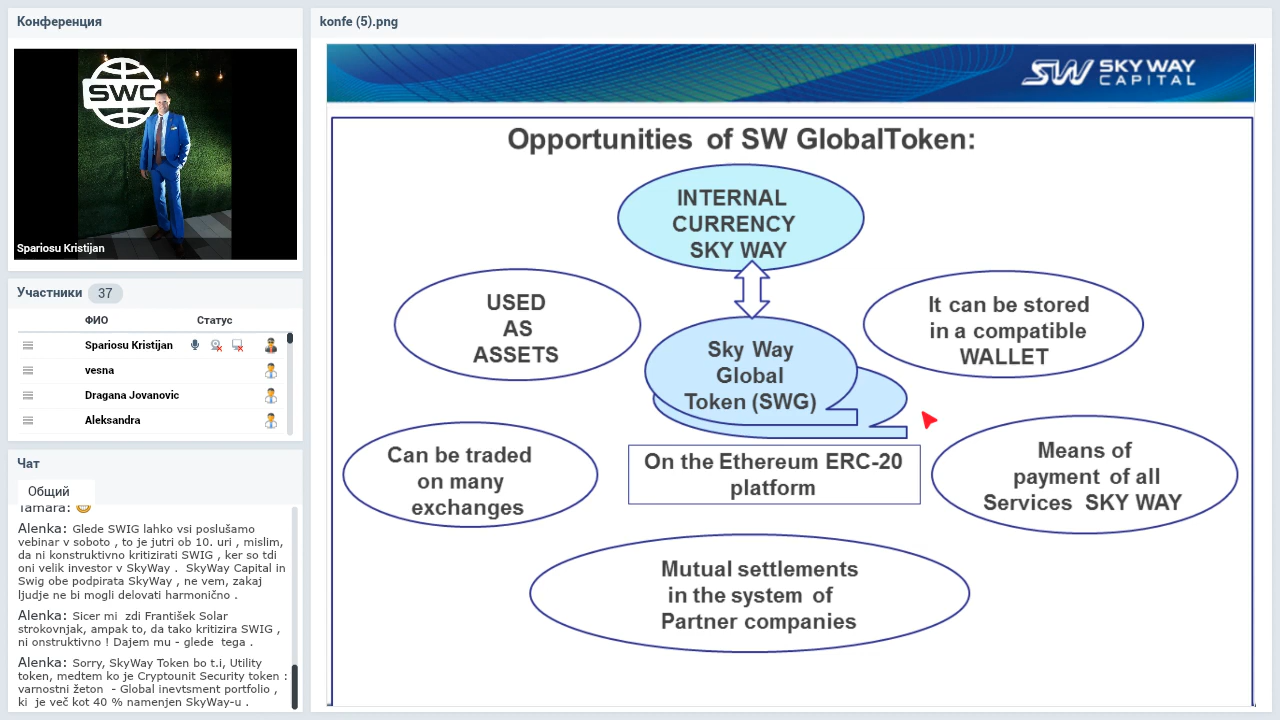 Конференция
SWC
Spariosu Kristijan
Участники 37
ФИО Статус
Spariosu Kristijan
vesna
Dragana Jovanovic
Aleksandra
Чат
Общий
Tamara:
Alenka: Glede SWIG lahko vsi poslušamo
vebinar v soboto , to je jutri ob 10. uri , mislim,
da ni konstruktivno kritizirati SWIG , ker so tdi
oni velik investor v SkyWay .  SkyWay Capital in
Swig obe podpirata SkyWay , ne vem, zakaj
ljudje ne bi mogli delovati harmonično .
Alenka: Sicer mi  zdi František Solar
strokovnjak, ampak to, da tako kritizira SWIG ,
ni onstruktivno ! Dajem mu - glede  tega .
Alenka: Sorry, SkyWay Token bo t.i, Utility
token, medtem ko je Cryptounit Security token :
varnostni žeton  - Global inevtsment portfolio ,
ki  je več kot 40 % namenjen SkyWay-u .
konfe (5).png
SW SKY WAY
CAPITAL
Opportunities of SW GlobalToken:
INTERNAL
CURRENCY
SKY WAY
USED
AS
ASSETS
It can be stored
in a compatible
WALLET
Sky Way
Global
Token (SWG)
Can be traded
on many
exchanges
On the Ethereum ERC-20
platform
Means of
payment of all
Services SKY WAY
Mutual settlements
in the system of
Partner companies